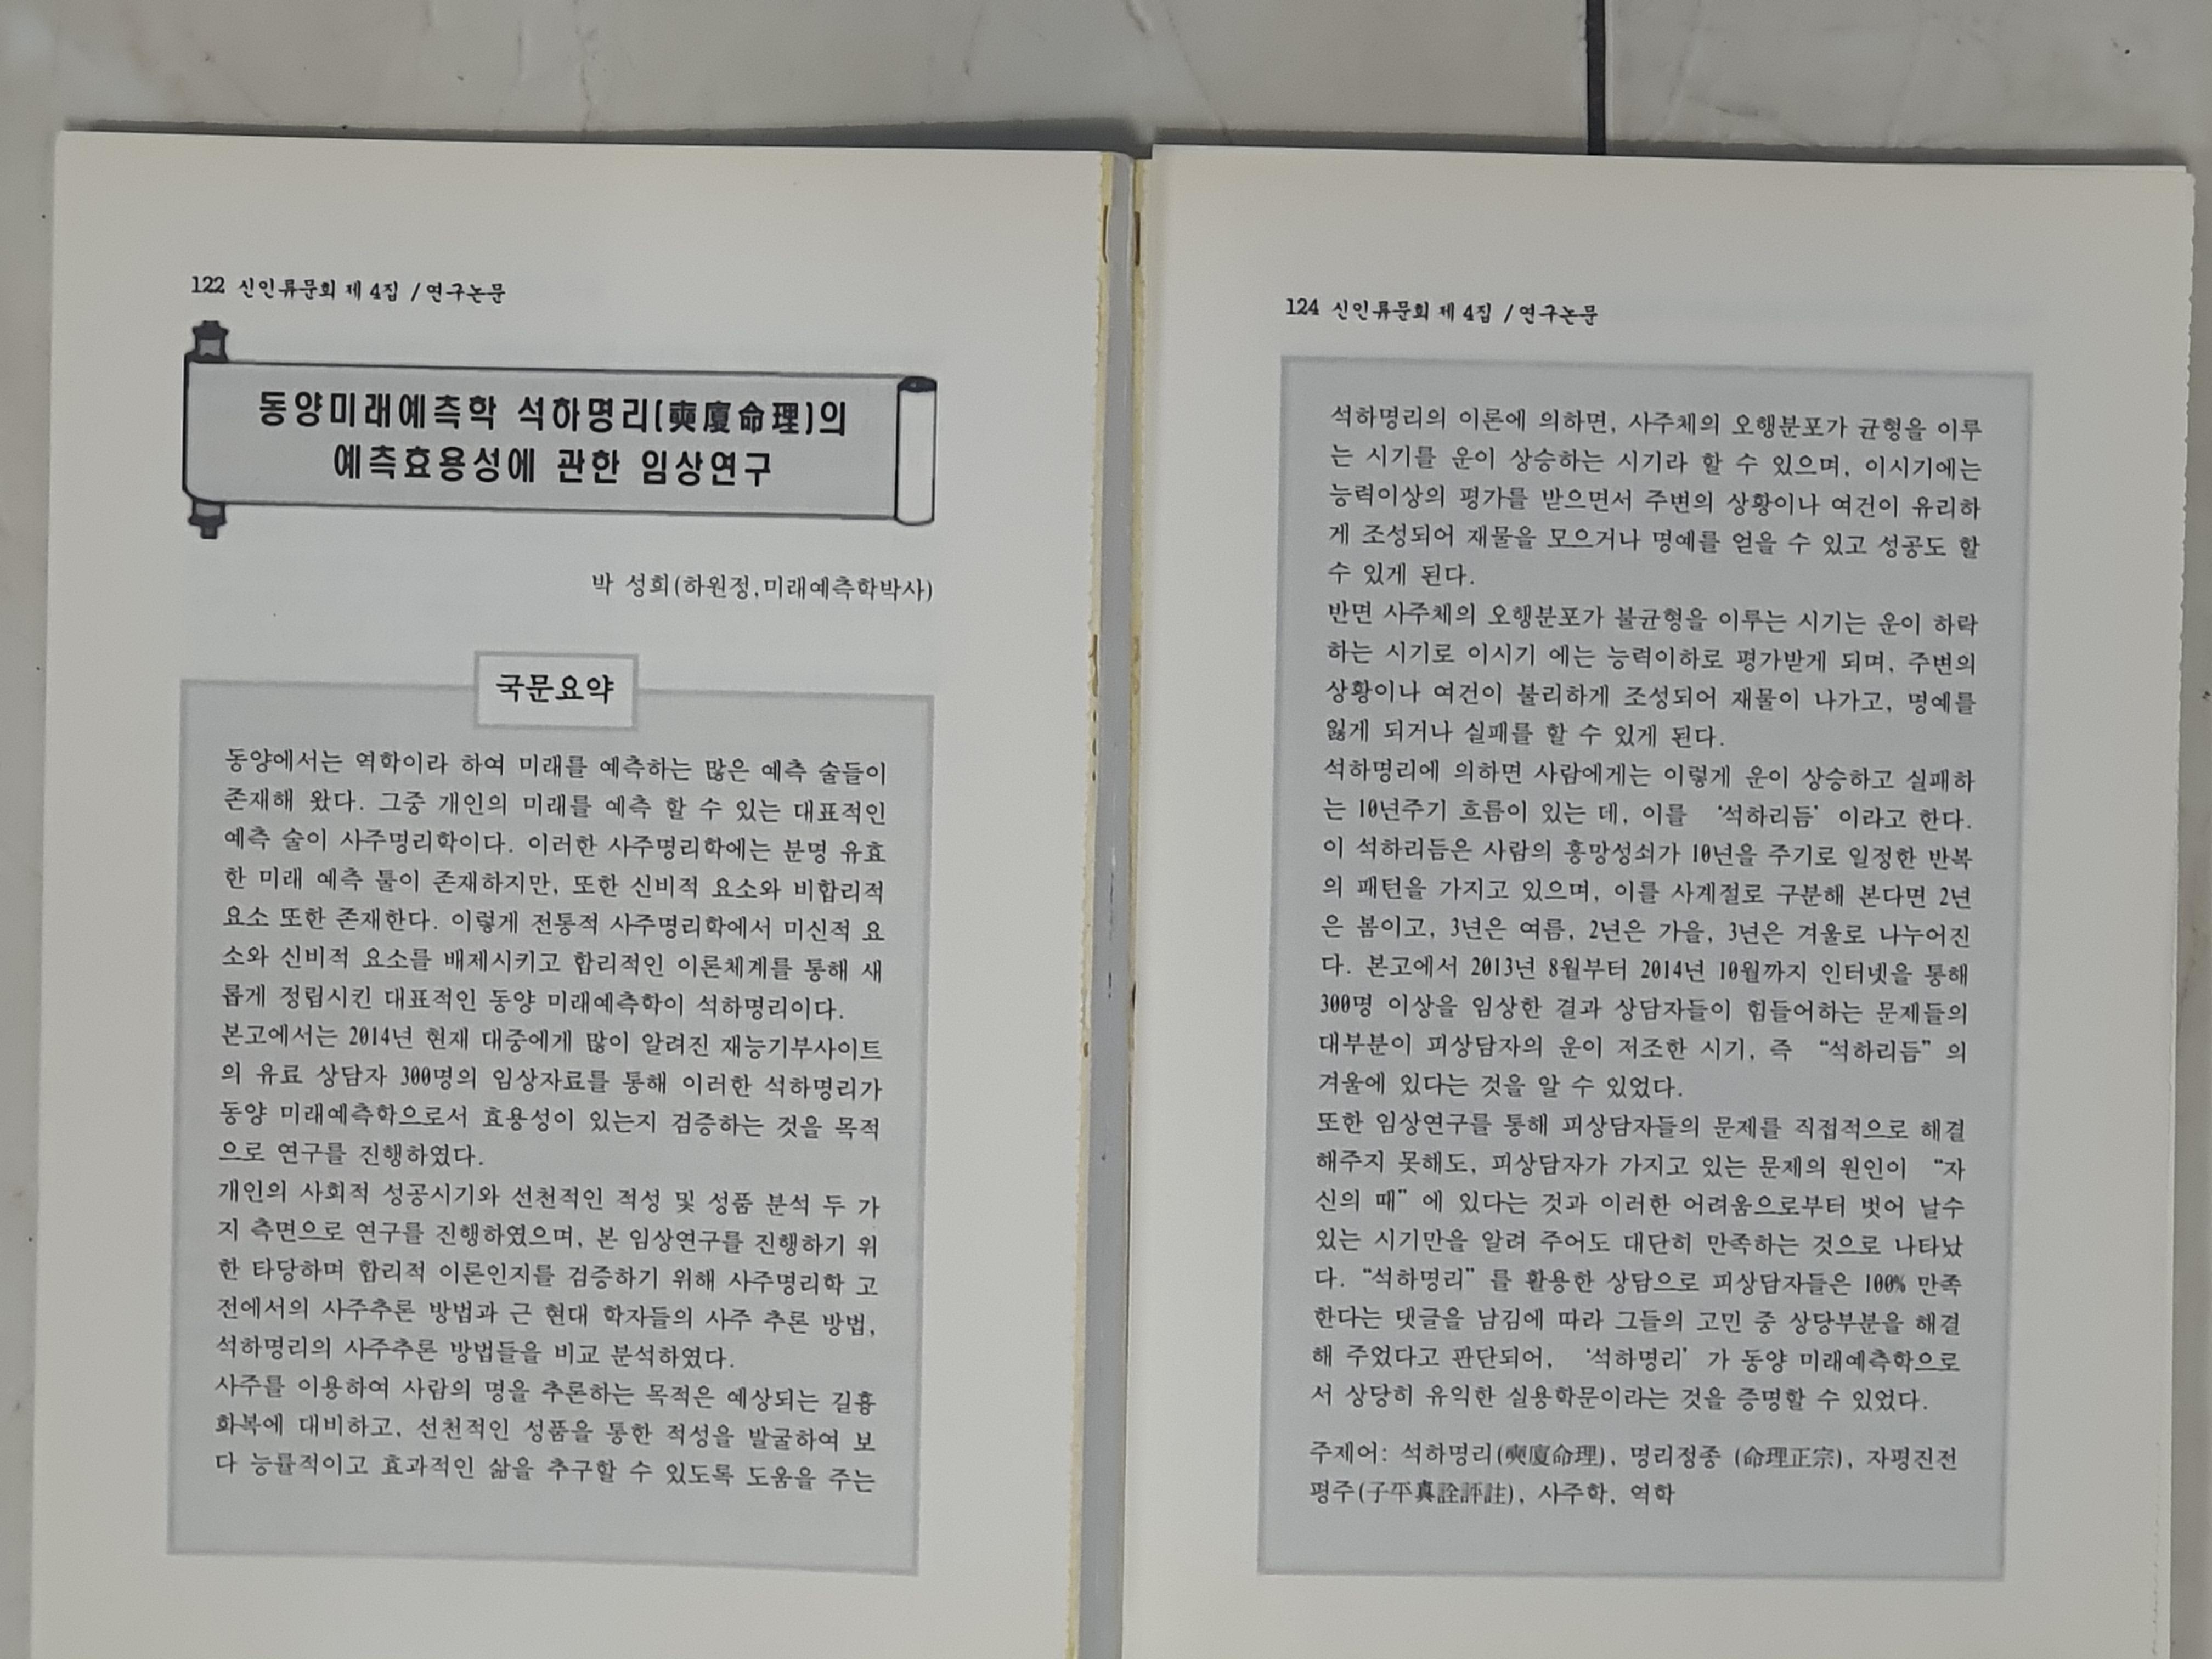 122 신인류문회 제 4집 / 연구논문
동양미래예측학 석하명리(奭廈命理)의
예측효용성에 관한 임상연구
박 성희(하원정,미래예측학박사)
국문요약
동양에서는 역학이라 하여 미래를 예측하는 많은 예측 술들이
존재해 왔다. 그중 개인의 미래를 예측 할 수 있는 대표적인
예측 술이 사주명리학이다. 이러한 사주명리학에는 분명 유효
한 미래 예측 툴이 존재하지만, 또한 신비적 요소와 비합리적
요소 또한 존재한다. 이렇게 전통적 사주명리학에서 미신적 요
소와 신비적 요소를 배제시키고 합리적인 이론체계를 통해 새
롭게 정립시킨 대표적인 동양 미래예측학이 석하명리이다.
본고에서는 2014년 현재 대중에게 많이 알려진 재능기부사이트
의 유료 상담자 300명의 임상자료를 통해 이러한 석하명리가
동양 미래예측학으로서 효용성이 있는지 검증하는 것을 목적
으로 연구를 진행하였다.
개인의 사회적 성공시기와 선천적인 적성 및 성품 분석 두 가
지 측면으로 연구를 진행하였으며, 본 임상연구를 진행하기 위
한 타당하며 합리적 이론인지를 검증하기 위해 사주명리학 고
전에서의 사주추론 방법과 근 현대 학자들의 사주 추론 방법,
석하명리의 사주추론 방법들을 비교 분석하였다.
사주를 이용하여 사람의 명을 추론하는 목적은 예상되는 길흉
화복에 대비하고, 선천적인 성품을 통한 적성을 발굴하여 보
다 능률적이고 효과적인 삶을 추구할 수 있도록 도움을 주는
124 신인류문회 제 4집 / 연구논문
석하명리의 이론에 의하면, 사주체의 오행분포가 균형을 이루
는 시기를 운이 상승하는 시기라 할 수 있으며, 이시기에는
능력이상의 평가를 받으면서 주변의 상황이나 여건이 유리하
게 조성되어 재물을 모으거나 명예를 얻을 수 있고 성공도 할
수 있게 된다.
반면 사주체의 오행분포가 불균형을 이루는 시기는 운이 하락
하는 시기로 이시기 에는 능력이하로 평가받게 되며, 주변의
상황이나 여건이 불리하게 조성되어 재물이 나가고, 명예를
잃게 되거나 실패를 할 수 있게 된다.
석하명리에 의하면 사람에게는 이렇게 운이 상승하고 실패하
는 10년주기 흐름이 있는 데, 이를 '석하리듬' 이라고 한다.
이 석하리듬은 사람의 흥망성쇠가 10년을 주기로 일정한 반복
의 패턴을 가지고 있으며, 이를 사계절로 구분해 본다면 2년
은 봄이고, 3년은 여름, 2년은 가을, 3년은 겨울로 나누어진
다. 본고에서 2013년 8월부터 2014년 10월까지 인터넷을 통해
300명 이상을 임상한 결과 상담자들이 힘들어하는 문제들의
대부분이 피상담자의 운이 저조한 시기, 즉 “석하리듬” 의
겨울에 있다는 것을 알 수 있었다.
또한 임상연구를 통해 피상담자들의 문제를 직접적으로 해결
해주지 못해도, 피상담자가 가지고 있는 문제의 원인이 “자
신의 때” 에 있다는 것과 이러한 어려움으로부터 벗어 날수
있는 시기만을 알려 주어도 대단히 만족하는 것으로 나타났
다. “석하명리” 를 활용한 상담으로 피상담자들은 100% 만족
한다는 댓글을 남김에 따라 그들의 고민 중 상당부분을 해결
해 주었다고 판단되어, '석하명리' 가 동양 미래예측학으로
서 상당히 유익한 실용학문이라는 것을 증명할 수 있었다.
주제어: 석하명리(奭廈命理), 명리정종 (命理正宗), 자평진전
평주(子平真詮評註), 사주학, 역학